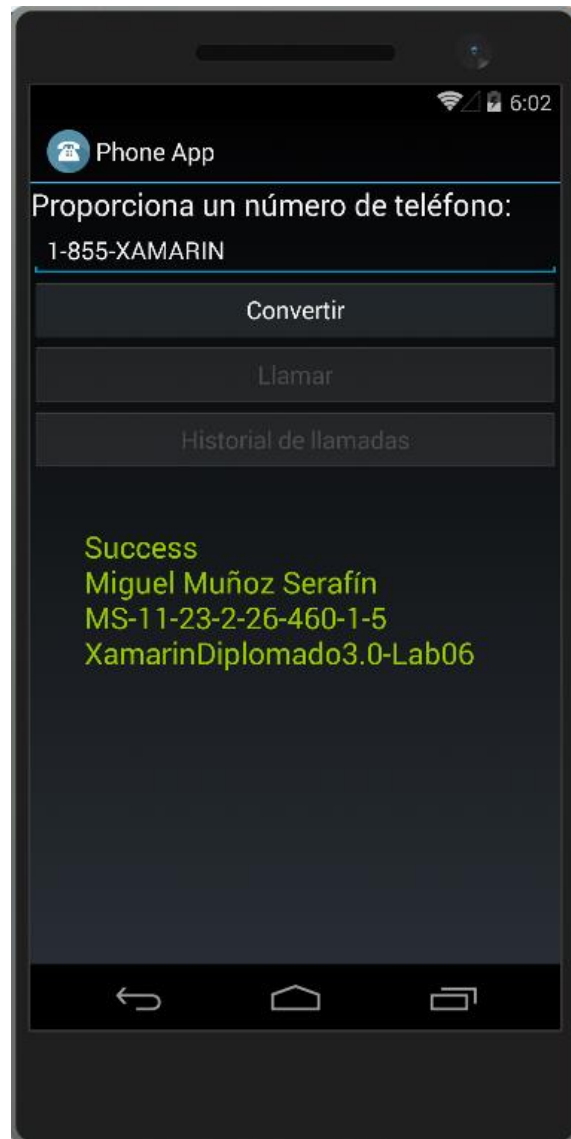 6:02
Phone App
Proporciona un número de teléfono:
1-855-XAMARIN
Convertir
Llamar
Historial de llamadas
Success
Miguel Muñoz Serafín
MS-11-23-2-26-460-1-5
XamarinDiplomado3.0-Lab06